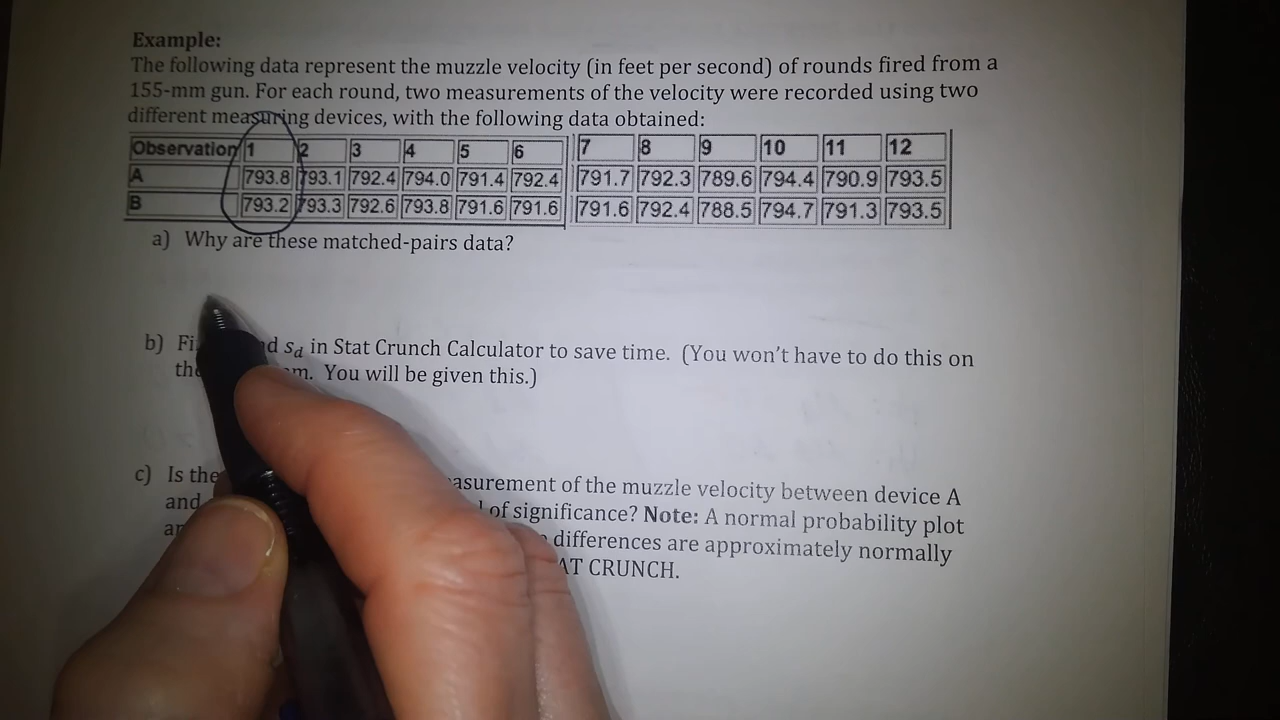 Example:
The following data represent the muzzle velocity (in feet per second) of rounds fired from a
155-mm gun. For each round, two measurements of the velocity were recorded using two
different measuring devices, with the following data obtained:
Observation 1 2 3 4 5 6 7 8 9 10 11 12
A 793.8 793.1 792.4 794.0 791.4 792.4 791.7 792.3 789.6 794.4 790.9 793.5
B 793.2 793.3 792.6 793.8 791.6 791.6 791.6 792.4 788.5 794.7 791.3 793.5
a) Why are these matched-pairs data?
b) s_d in Stat Crunch Calculator to save time. (You won't have to do this on
You will be given this.)
c) Is of the muzzle velocity between device A
and of significance? Note: A normal probability plot
differences are approximately normally
CRUNCH.